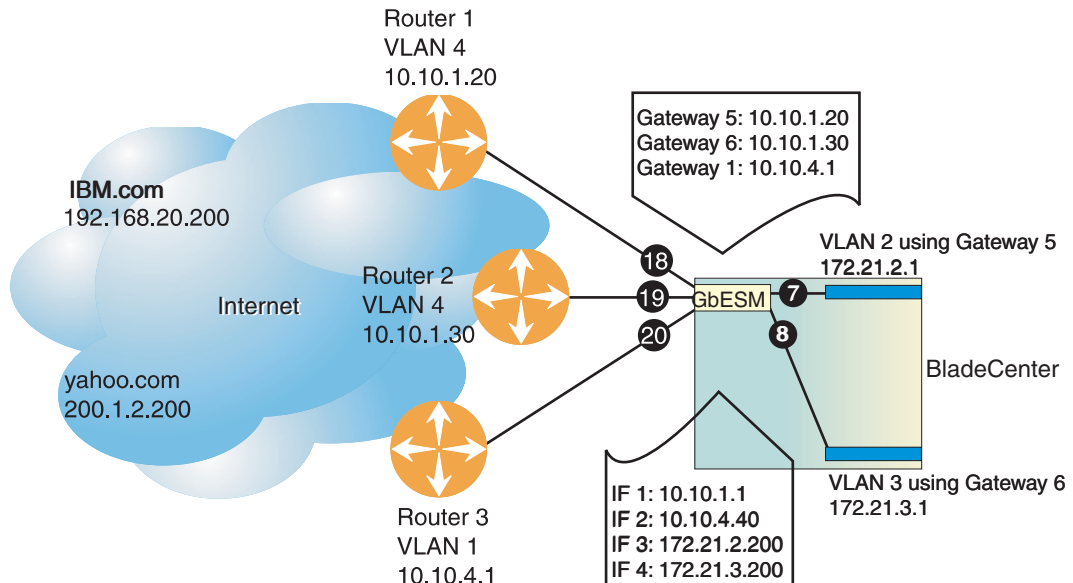 Router 1
VLAN 4
10.10.1.20
Gateway 5: 10.10.1.20
Gateway 6: 10.10.1.30
Gateway 1: 10.10.4.1
IBM.com
192.168.20.200
Internet
yahoo.com
200.1.2.200
Router 2
VLAN 4
10.10.1.30
Router 3
VLAN 1
10.10.4.1
18
19
20
GbESM
7
8
VLAN 2 using Gateway 5
172.21.2.1
BladeCenter
VLAN 3 using Gateway 6
172.21.3.1
IF 1: 10.10.1.1
IF 2: 10.10.4.40
IF 3: 172.21.2.200
IF 4: 172.21.3.200